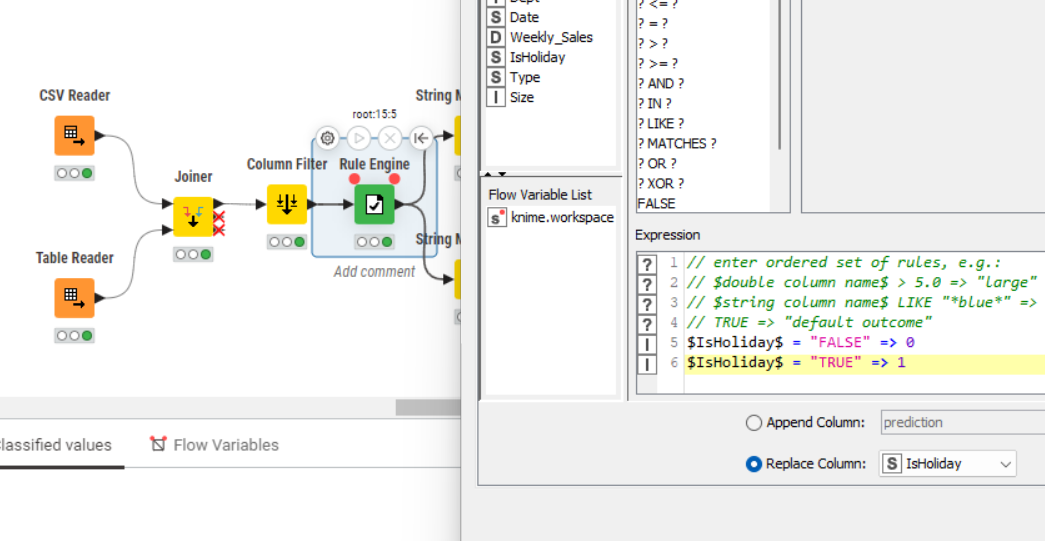 CSV Reader
Joiner
Table Reader
Column Filter
root:15:5
Rule Engine
Add comment
String M
String M
lassified values
Flow Variables
S Date
D Weekly_Sales
S IsHoliday
S Type
I Size
Flow Variable List
s knime.workspace
? <= ?
? = ?
? > ?
? >= ?
? AND ?
? IN ?
? LIKE ?
? MATCHES ?
? OR ?
? XOR ?
FALSE
Expression
? 1 // enter ordered set of rules, e.g.:
? 2 // $double column name$ > 5.0 => "large"
? 3 // $string column name$ LIKE "*blue*" =>
? 4 // TRUE => "default outcome"
I 5 $IsHoliday$ = "FALSE" => 0
I 6 $IsHoliday$ = "TRUE" => 1
Append Column: prediction
Replace Column: S IsHoliday